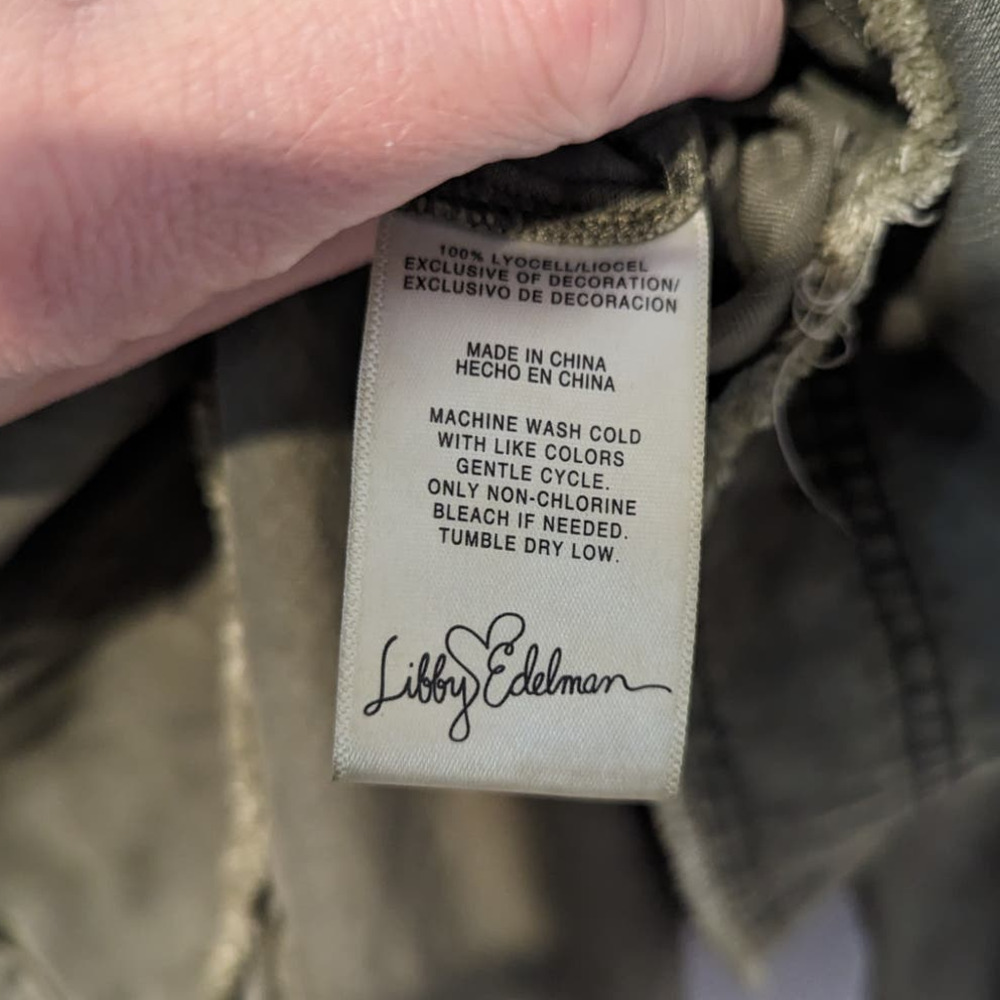 100% LYOCELL/LIOCEL
EXCLUSIVE OF DECORATION/
EXCLUSIVO DE DECORACION
MADE IN CHINA
HECHO EN CHINA
MACHINE WASH COLD
WITH LIKE COLORS
GENTLE CYCLE.
ONLY NON-CHLORINE
BLEACH IF NEEDED.
TUMBLE DRY LOW.
Libby Edelman